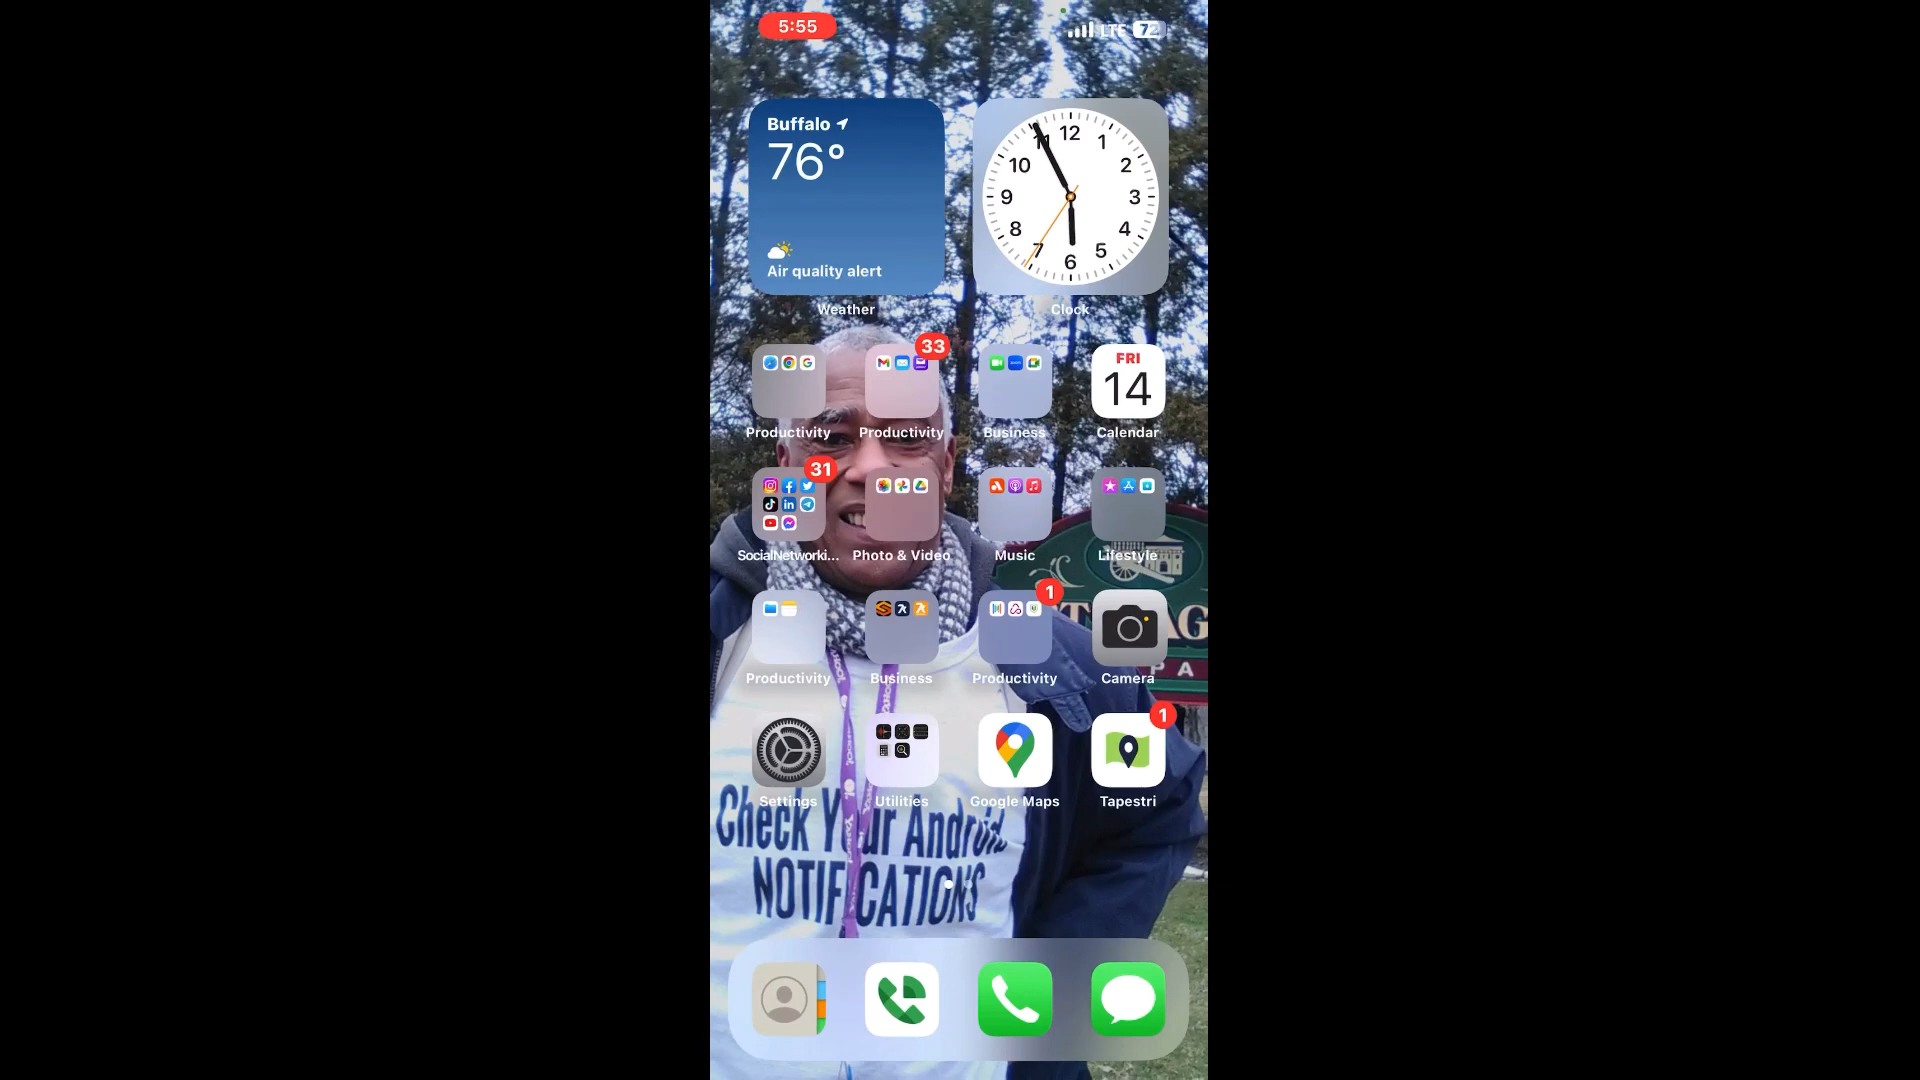 5:55
LTE 72
Buffalo
76°
Air quality alert
Weather
12
11 1
10 2
9 3
8 4
7 5
6
Clock
33
FRI
14
Productivity Productivity Business Calendar
31
SocialNetworki... Photo & Video Music Lifestyle
1
AG
PA
Productivity Business Productivity Camera
1
Settings Utilities Google Maps Tapestri
Check Your Android
NOTIFICATIONS